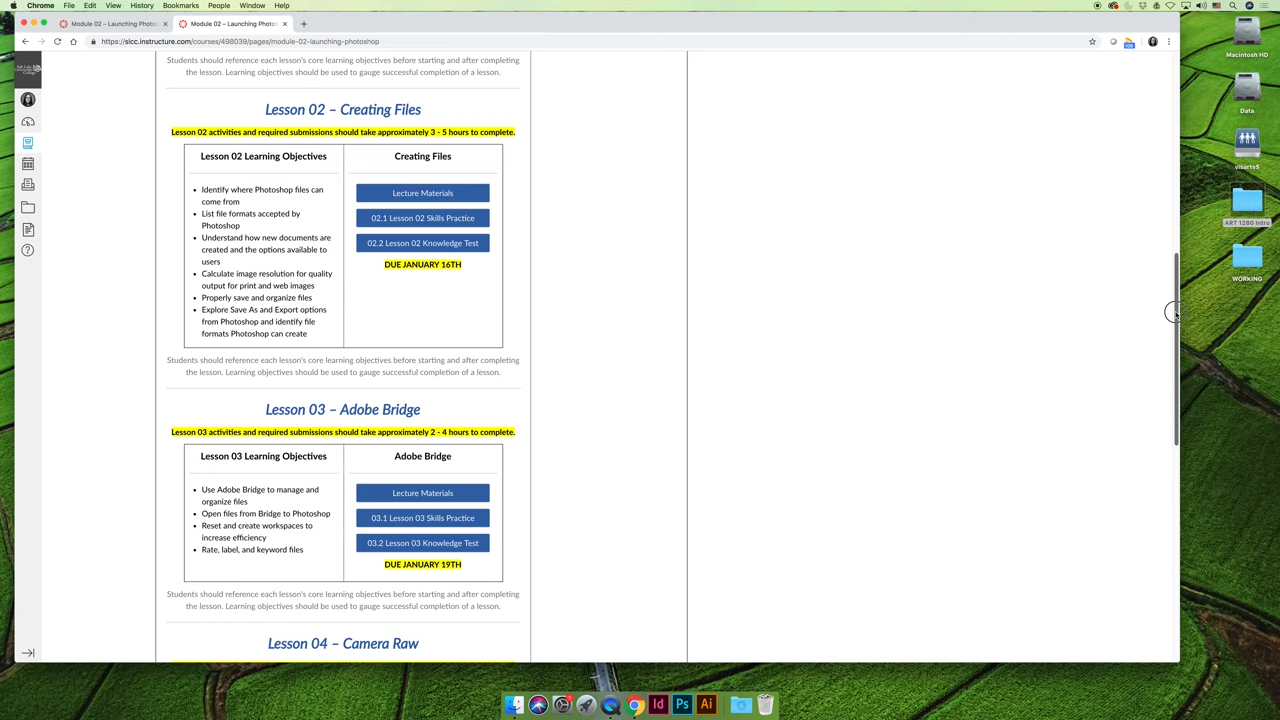 Chrome File Edit View History Bookmarks People Window Help
Module 02 – Launching Photos
Module 02 – Launching Photos
https://slcc.instructure.com/courses/498039/pages/module-02-launching-photoshop
Students should reference each lesson's core learning objectives before starting and after completing
the lesson. Learning objectives should be used to gauge successful completion of a lesson.
Lesson 02 – Creating Files
Lesson 02 activities and required submissions should take approximately 3 - 5 hours to complete.
Lesson 02 Learning Objectives
Identify where Photoshop files can
come from
List file formats accepted by
Photoshop
Understand how new documents are
created and the options available to
users
Calculate image resolution for quality
output for print and web images
Properly save and organize files
Explore Save As and Export options
from Photoshop and identify file
formats Photoshop can create
Creating Files
Lecture Materials
02.1 Lesson 02 Skills Practice
02.2 Lesson 02 Knowledge Test
DUE JANUARY 16TH
Students should reference each lesson's core learning objectives before starting and after completing
the lesson. Learning objectives should be used to gauge successful completion of a lesson.
Lesson 03 – Adobe Bridge
Lesson 03 activities and required submissions should take approximately 2 - 4 hours to complete.
Lesson 03 Learning Objectives
Use Adobe Bridge to manage and
organize files
Open files from Bridge to Photoshop
Reset and create workspaces to
increase efficiency
Rate, label, and keyword files
Adobe Bridge
Lecture Materials
03.1 Lesson 03 Skills Practice
03.2 Lesson 03 Knowledge Test
DUE JANUARY 19TH
Students should reference each lesson's core learning objectives before starting and after completing
the lesson. Learning objectives should be used to gauge successful completion of a lesson.
Lesson 04 – Camera Raw
Macintosh HD
Data
visarts5
ART 1280 Intro
WORKING
Id Ps Ai